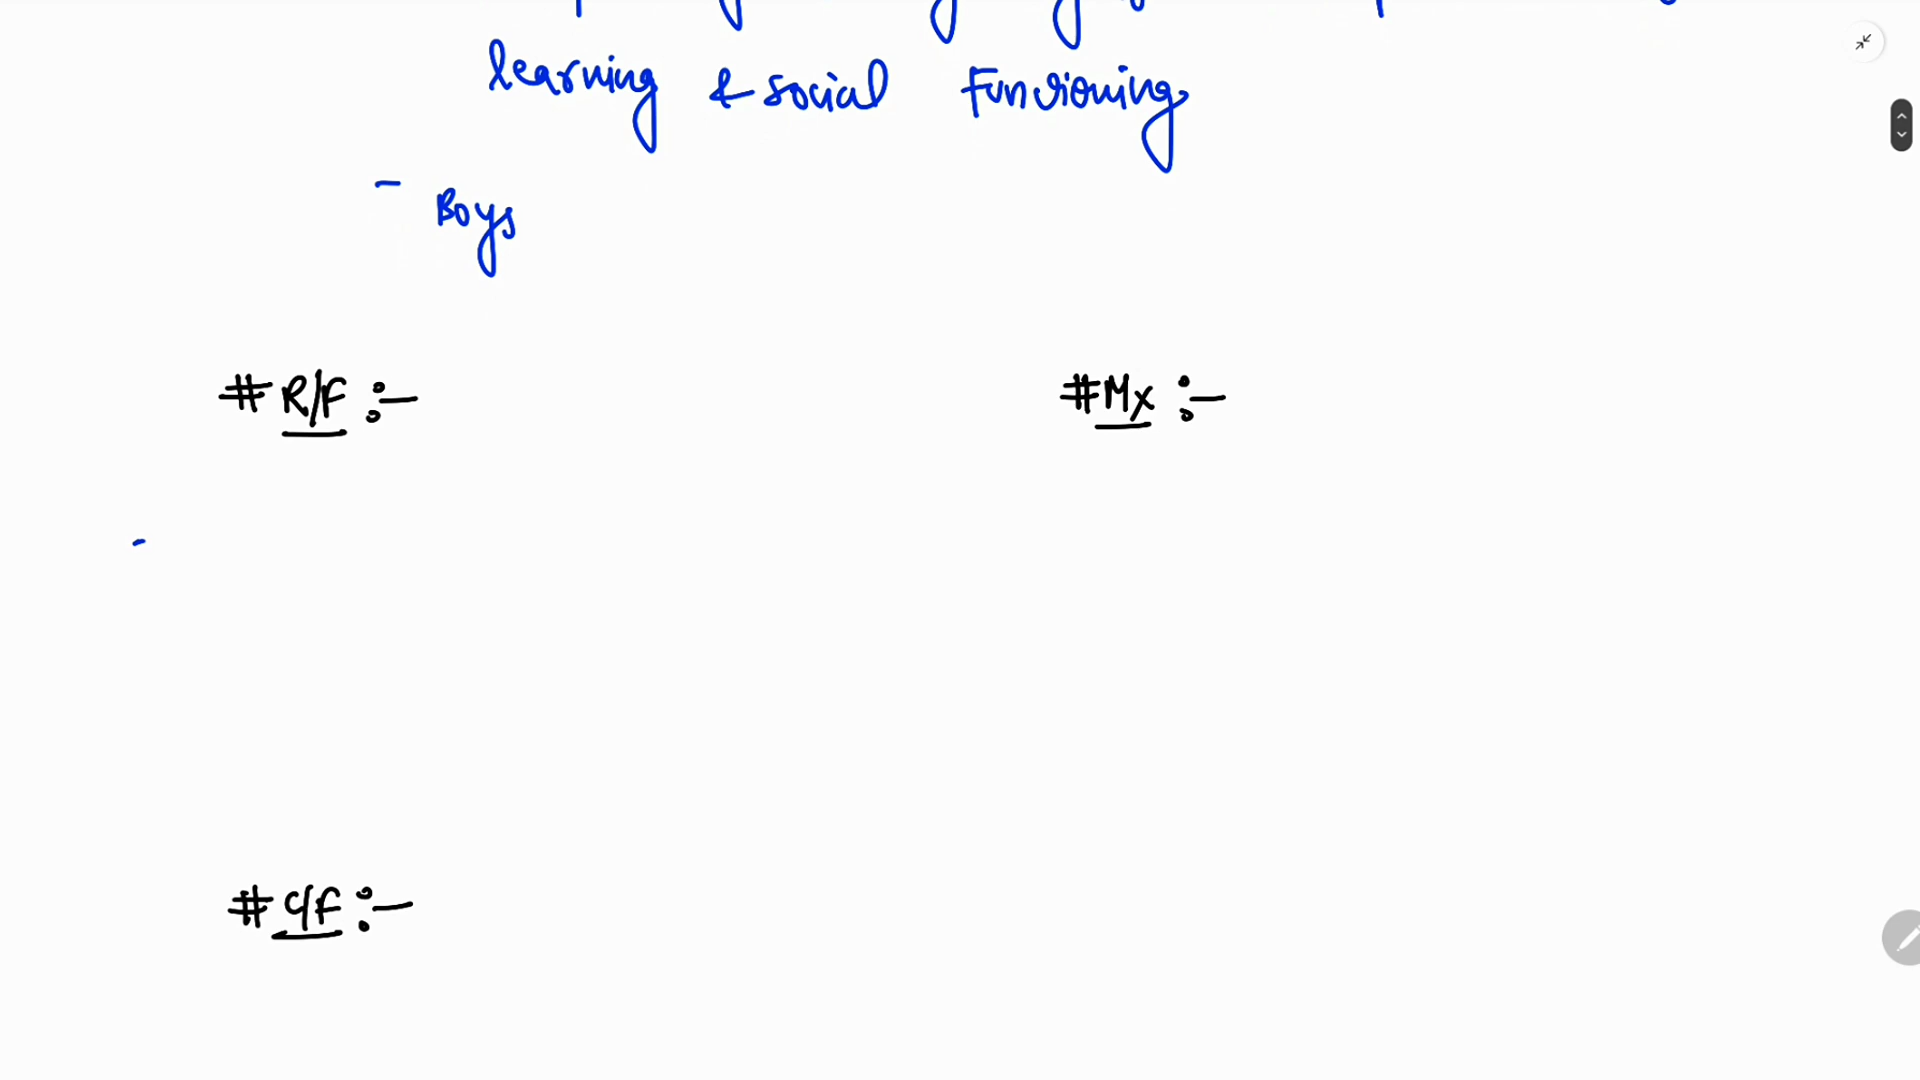 learning & social Functioning
- Boys
# R/F :-
# Mx :-
-
# C/F :-